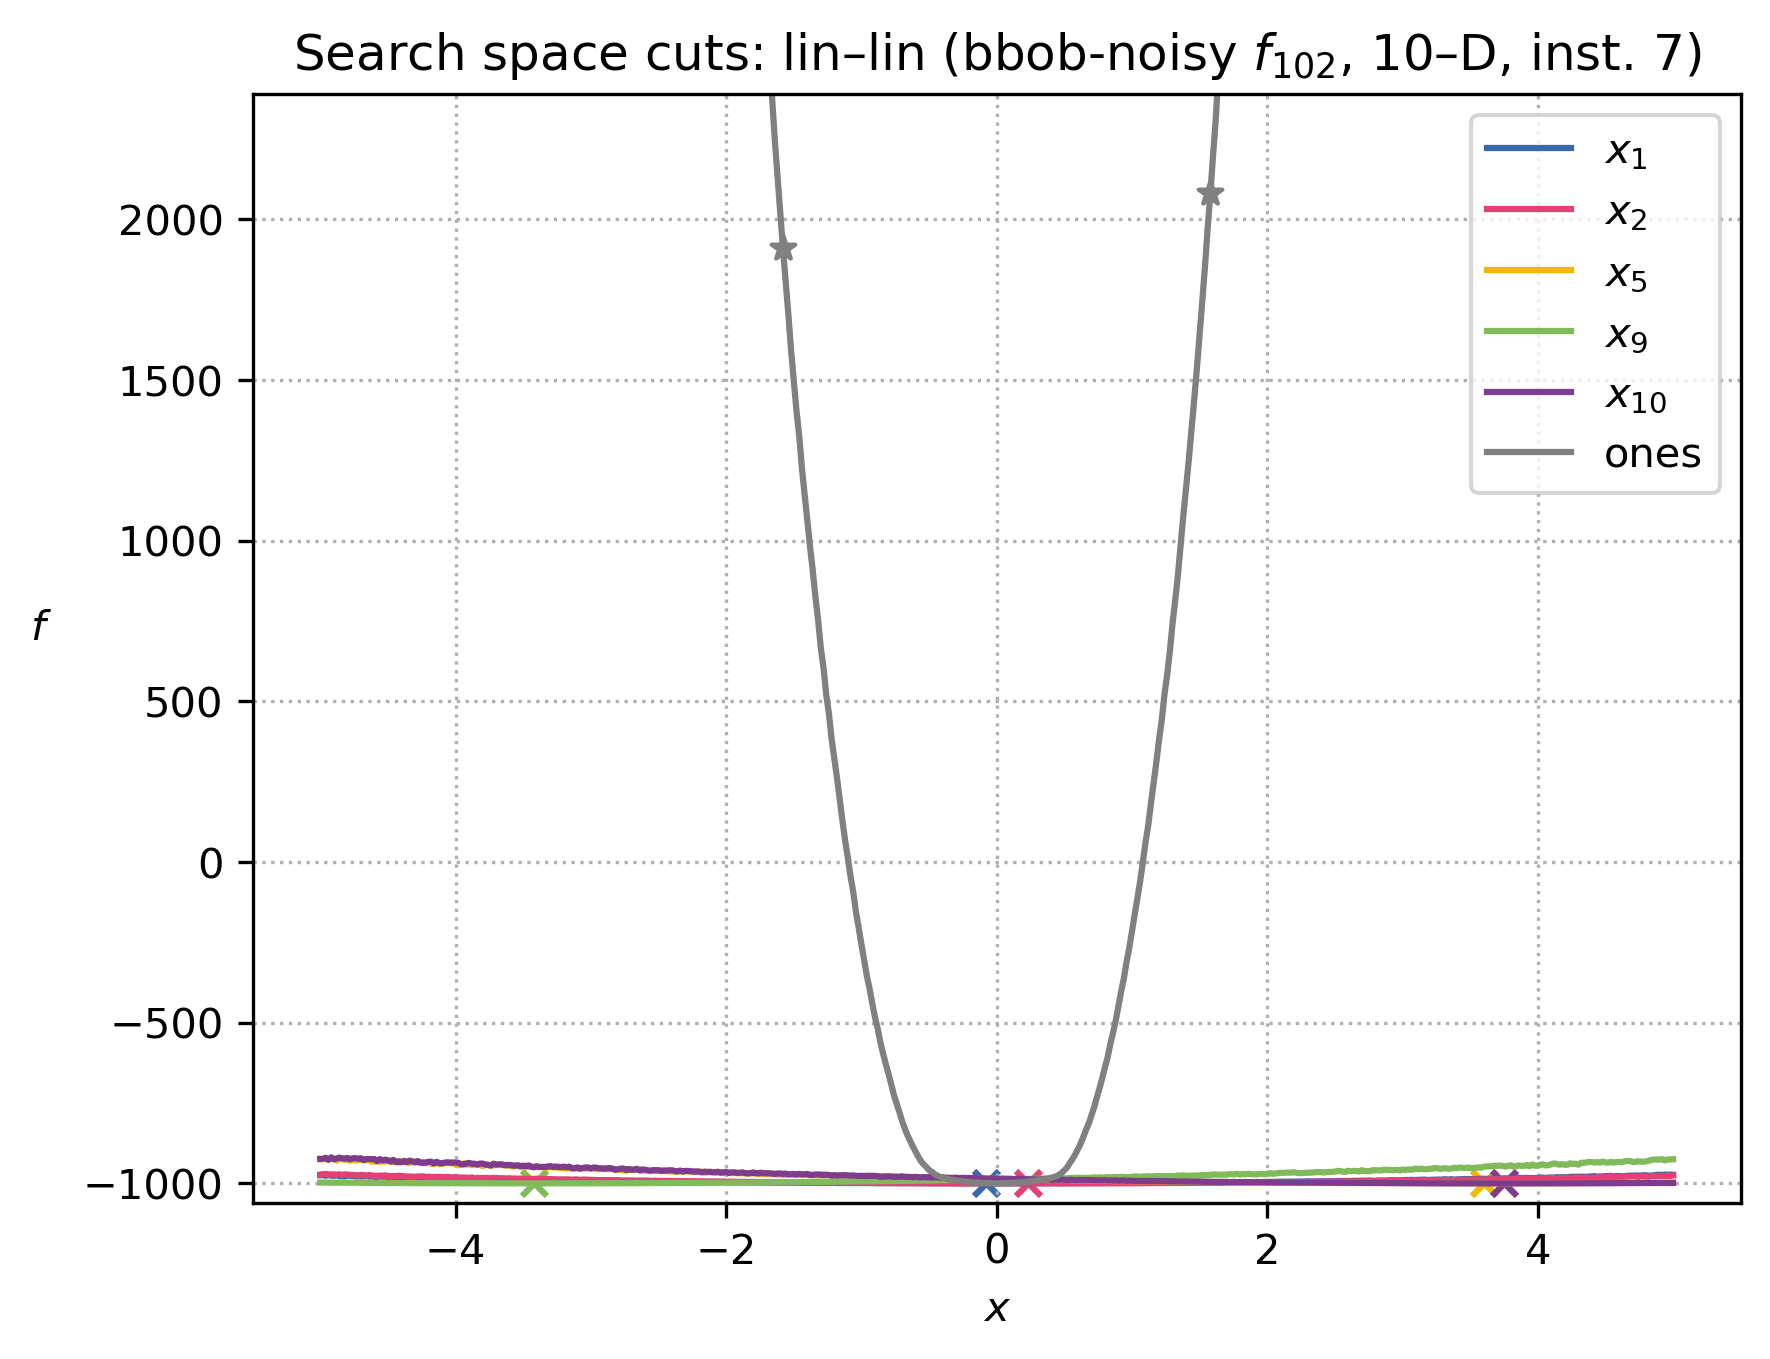 Search space cuts: lin–lin (bbob-noisy f₁₀₂, 10–D, inst. 7)
x₁
x₂
x₅
x₉
x₁₀
ones
2000
1500
1000
500
0
−500
−1000
f
−4
−2
0
2
4
x